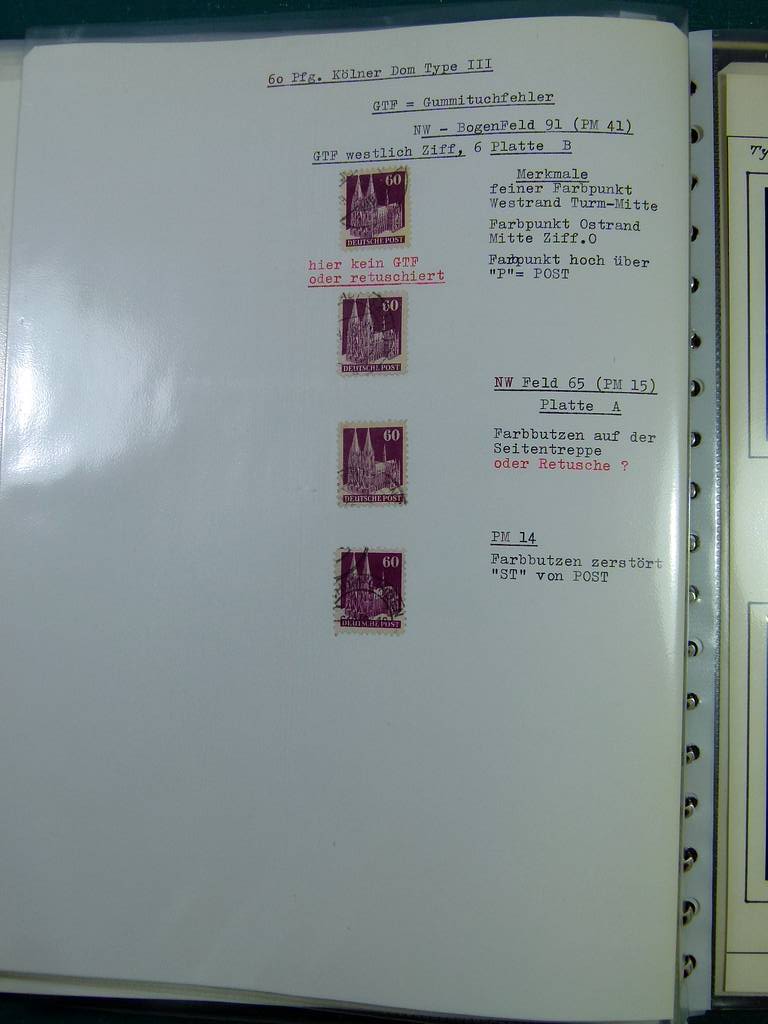 6o Pfg. Kölner Dom Type III
GTF = Gummituchfehler
NW - BogenFeld 91 (PM 41)
GTF westlich Ziff, 6 Platte B
Merkmale
feiner Farbpunkt
Westrand Turm-Mitte
Farbpunkt Ostrand
Mitte Ziff.O
Farbpunkt hoch über
"P"= POST
60
DEUTSCHE POST
hier kein GTF
oder retuschiert
60
DEUTSCHE POST
NW Feld 65 (PM 15)
Platte A
Farbbutzen auf der
Seitentreppe
oder Retusche ?
60
DEUTSCHE POST
PM 14
Farbbutzen zerstört
"ST" von POST
60
DEUTSCHE POST
Ty